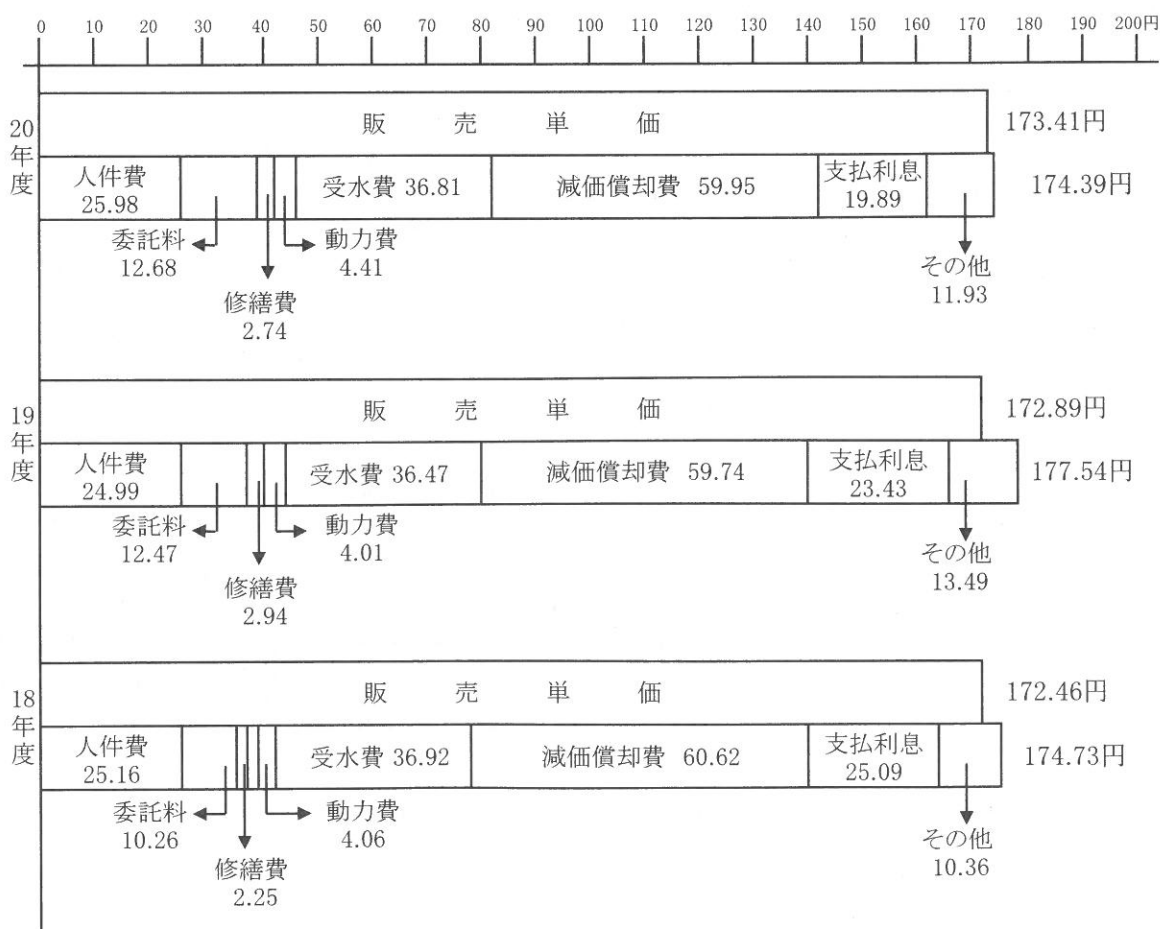 0 10 20 30 40 50 60 70 80 90 100 110 120 130 140 150 160 170 180 190 200円
20年度
販売単価 173.41円
人件費 受水費 36.81 減価償却費 59.95 支払利息 174.39円
25.98 19.89
委託料 動力費 その他
12.68 4.41 11.93
修繕費
2.74
19年度
販売単価 172.89円
人件費 受水費 36.47 減価償却費 59.74 支払利息 177.54円
24.99 23.43
委託料 動力費 その他
12.47 4.01 13.49
修繕費
2.94
18年度
販売単価 172.46円
人件費 受水費 36.92 減価償却費 60.62 支払利息 174.73円
25.16 25.09
委託料 動力費 その他
10.26 4.06 10.36
修繕費
2.25